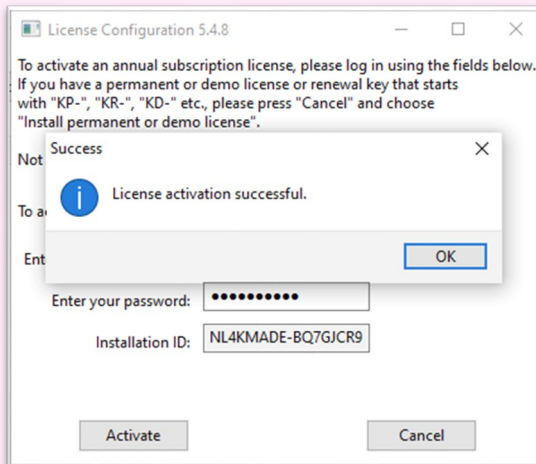 License Configuration 5.4.8
To activate an annual subscription license, please log in using the fields below.
If you have a permanent or demo license or renewal key that starts
with "KP-", "KR-", "KD-" etc., please press "Cancel" and choose
"Install permanent or demo license".
Not
Success
License activation successful.
To a
OK
Ent
Enter your password: ●●●●●●●●●●
Installation ID: NL4KMADE-BQ7GJCR9
Activate
Cancel